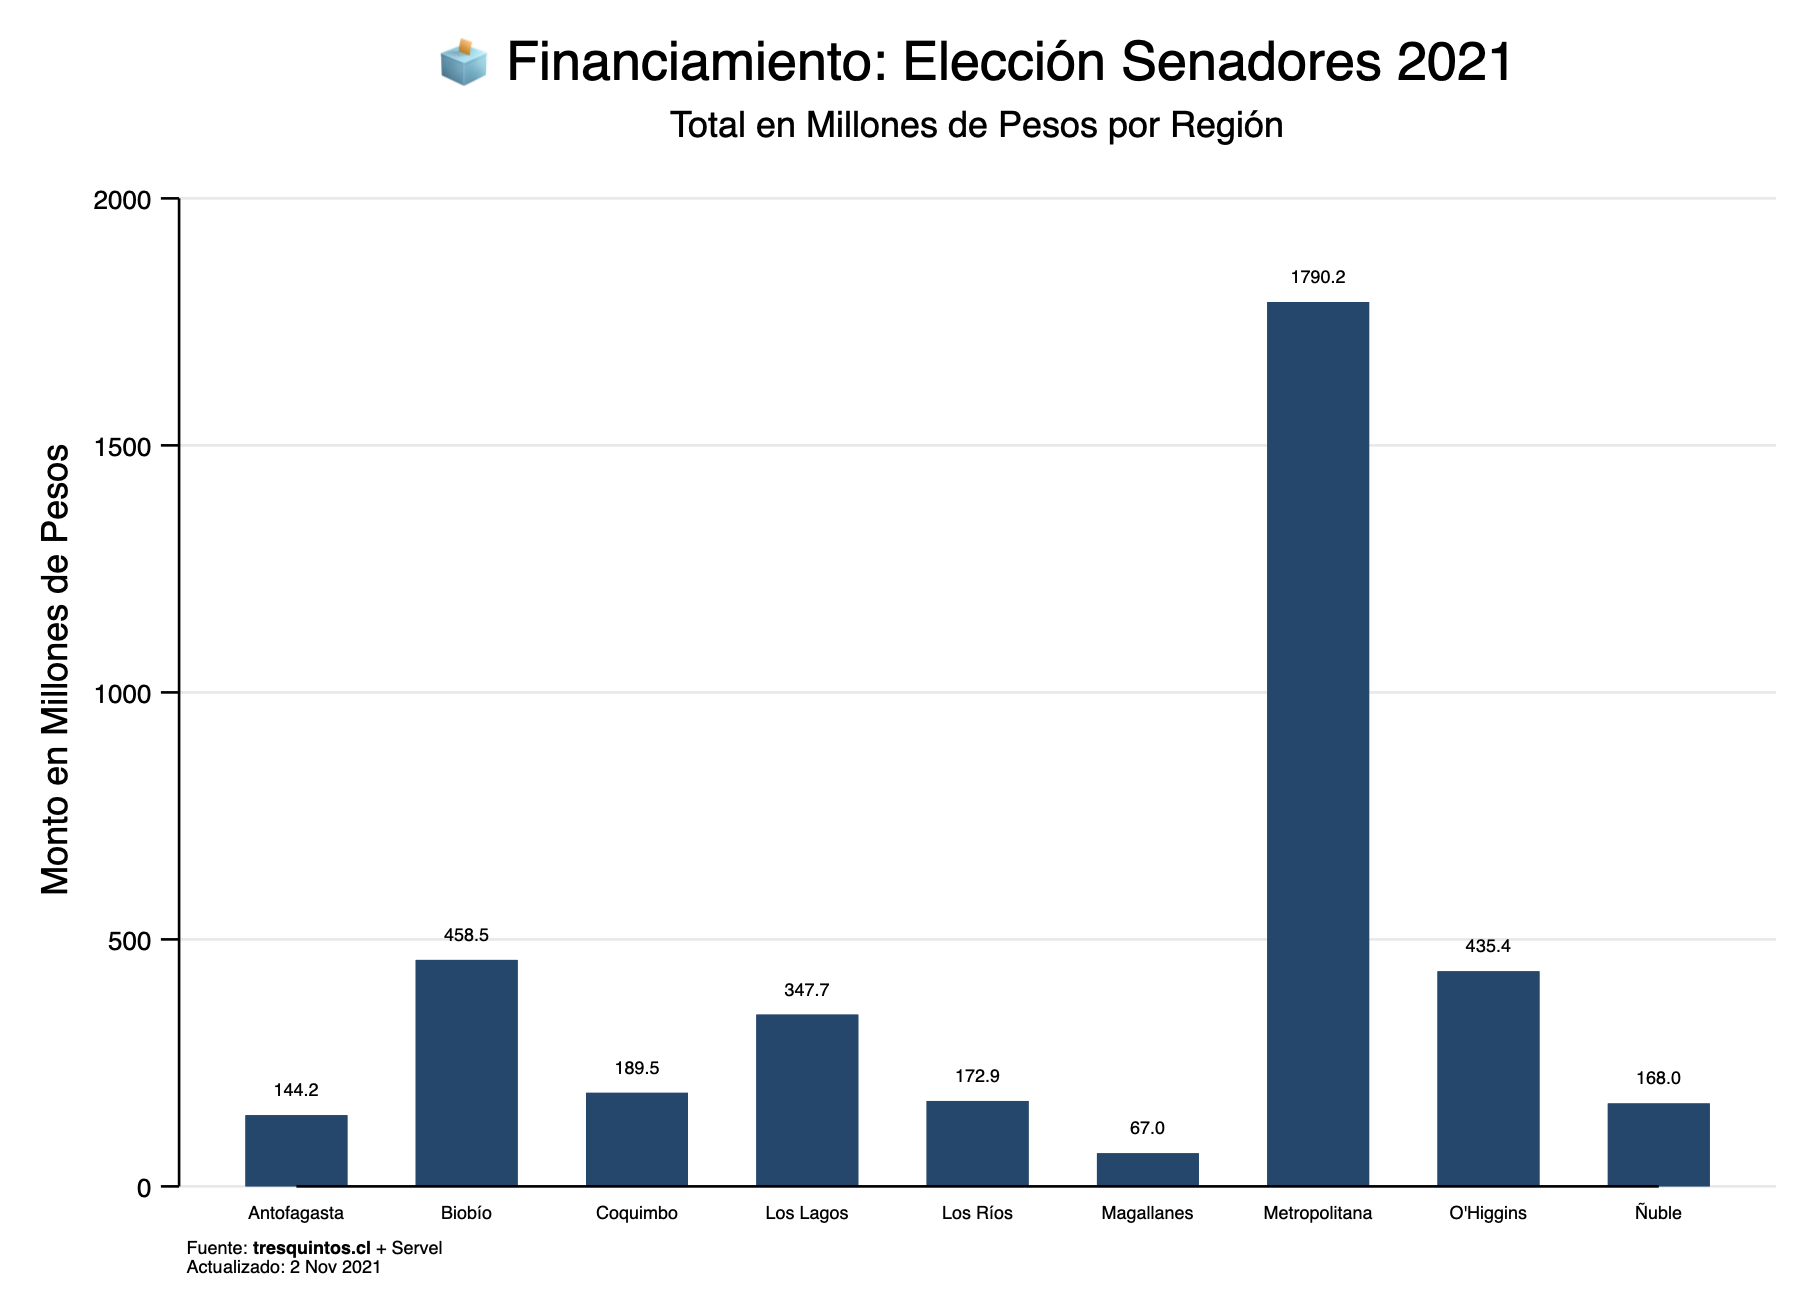 Financiamiento: Elección Senadores 2021
Total en Millones de Pesos por Región
Monto en Millones de Pesos
2000
1500
1000
500
0
144.2
458.5
189.5
347.7
172.9
67.0
1790.2
435.4
168.0
Antofagasta
Biobío
Coquimbo
Los Lagos
Los Ríos
Magallanes
Metropolitana
O'Higgins
Ñuble
Fuente: tresquintos.cl + Servel
Actualizado: 2 Nov 2021